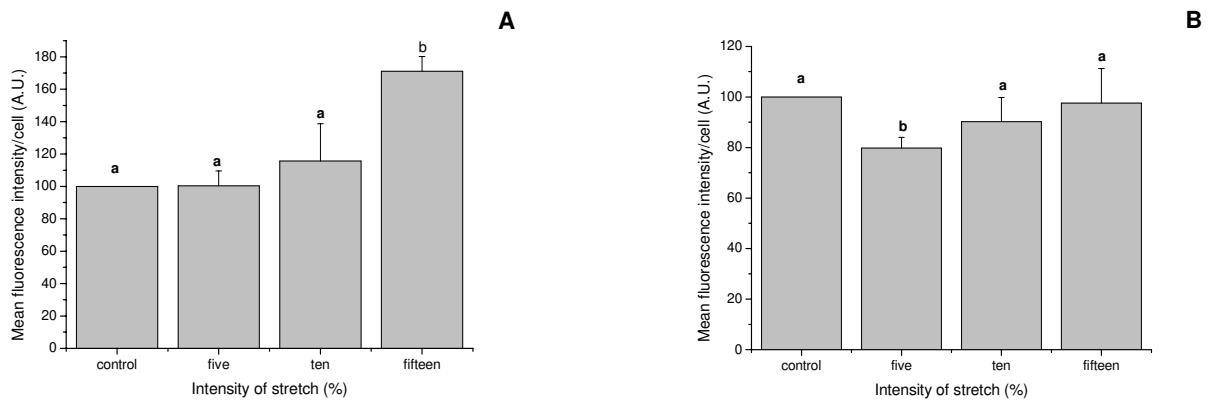 A
Mean fluorescence intensity/cell (A.U.)
180
160
140
120
100
80
60
40
20
0
a
a
a
b
control five ten fifteen
Intensity of stretch (%)
B
Mean fluorescence intensity/cell (A.U.)
120
100
80
60
40
20
0
a
b
a
a
control five ten fifteen
Intensity of stretch (%)